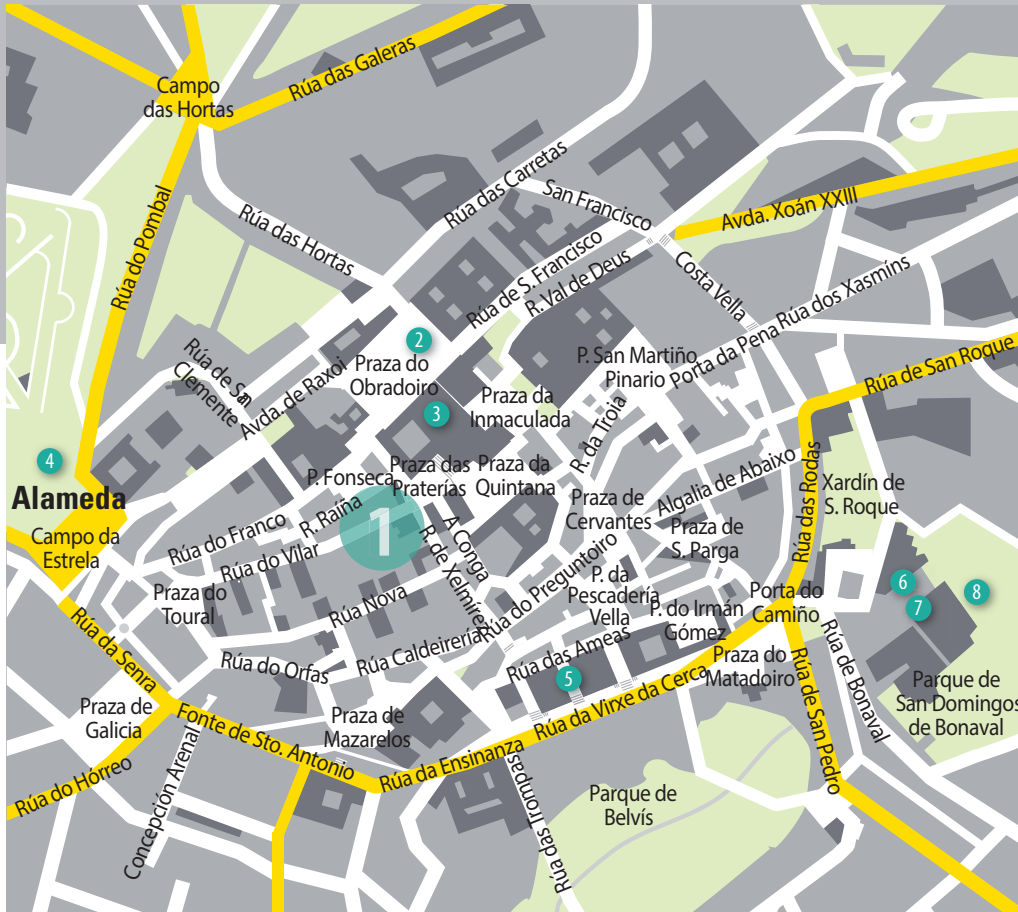 Campo
das Hortas
Rúa das Galeras
Rúa do Pombal
Rúa das Hortas
Rúa das Carretas
San Francisco
Avda. Xoán XXIII
Rúa de S. Francisco
R. Val de Deus
Costa Vella
Rúa dos Xasmíns
Porta da Pena
2
Praza do
Obradoiro
P. San Martiño
Pinario
Rúa de San
Clemente
Avda. de Raxoi
3
Praza da
Inmaculada
Rúa de San Roque
R. da Troia
4
Alameda
Campo da
Estrela
P. Fonseca
Praza das
Praterías
Praza da
Quintana
Algalia de Abaixo
Rúa das Rodas
Xardín de
S. Roque
Rúa do Franco
R. Raíña
1
Praza de
Cervantes
Praza de
S. Parga
Rúa do Vilar
R. de Xelmírez
A Conga
Rúa do Preguntoiro
P. da
Pescadería
Vella
6
7
8
Praza do
Toural
Rúa Nova
P. do Irmán
Gómez
Porta do
Camiño
Rúa da Senra
Rúa do Orfas
Rúa Caldeirería
Rúa das Ameas
5
Praza do
Matadoiro
Rúa de Bonaval
Parque de
San Domingos
de Bonaval
Praza de
Galicia
Fonte de Sto. Antonio
Praza de
Mazarelos
Rúa da Ensinanza
Rúa da Virxe da Cerca
Rúa de San Pedro
Rúa do Hórreo
Concepción Arenal
Rúa das Trompas
Parque de
Belvís